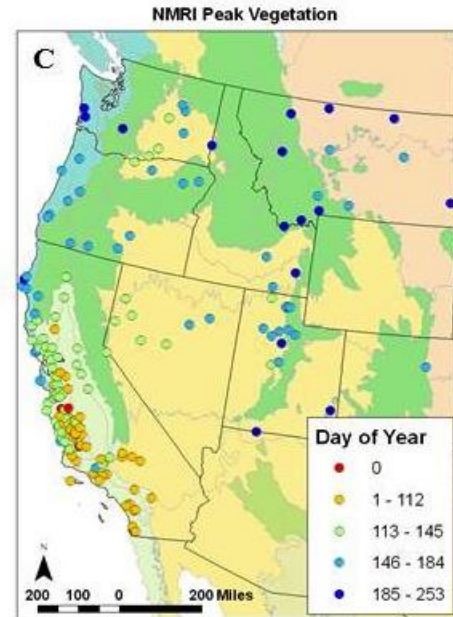 NMRI Peak Vegetation
C
Day of Year
0
1 - 112
113 - 145
146 - 184
185 - 253
N
200 100 0 200 Miles